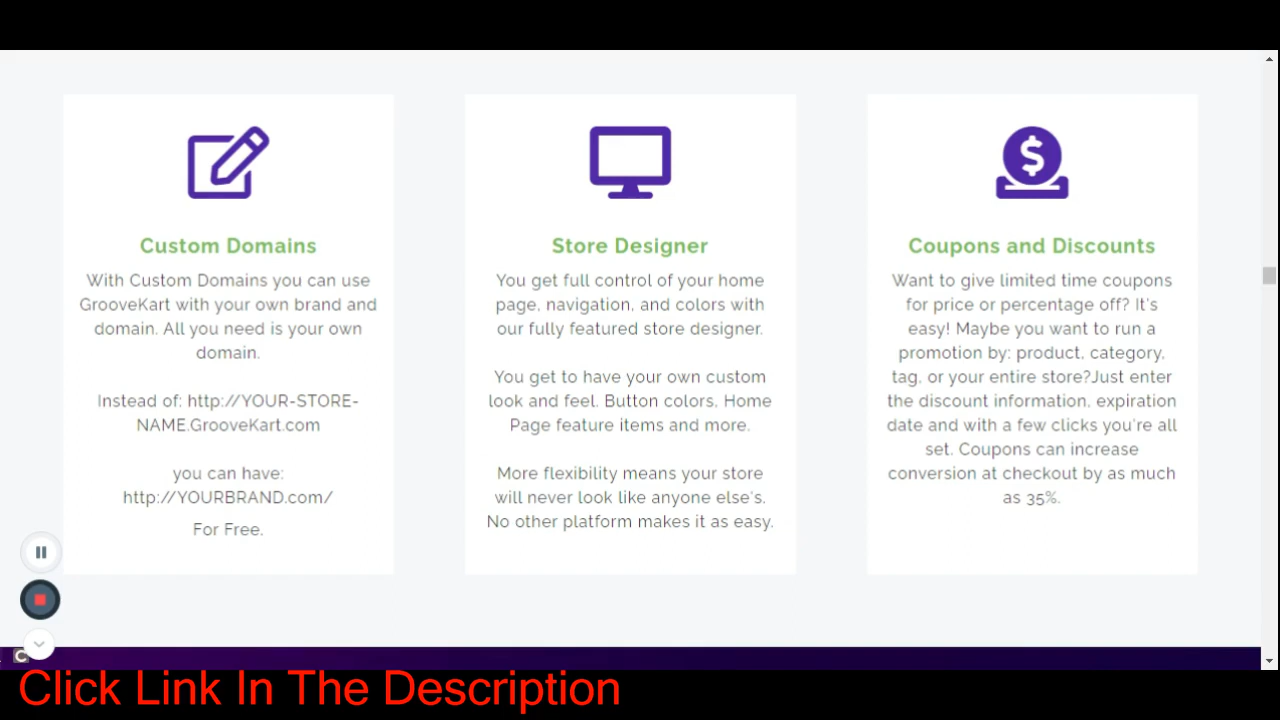 Custom Domains
With Custom Domains you can use
GrooveKart with your own brand and
domain. All you need is your own
domain.
Instead of: http://YOUR-STORE-
NAME.GrooveKart.com
you can have:
http://YOURBRAND.com/
For Free.
Store Designer
You get full control of your home
page, navigation, and colors with
our fully featured store designer.
You get to have your own custom
look and feel. Button colors, Home
Page feature items and more.
More flexibility means your store
will never look like anyone else's.
No other platform makes it as easy.
Coupons and Discounts
Want to give limited time coupons
for price or percentage off? It's
easy! Maybe you want to run a
promotion by: product, category,
tag, or your entire store?Just enter
the discount information, expiration
date and with a few clicks you're all
set. Coupons can increase
conversion at checkout by as much
as 35%.
Click Link In The Description